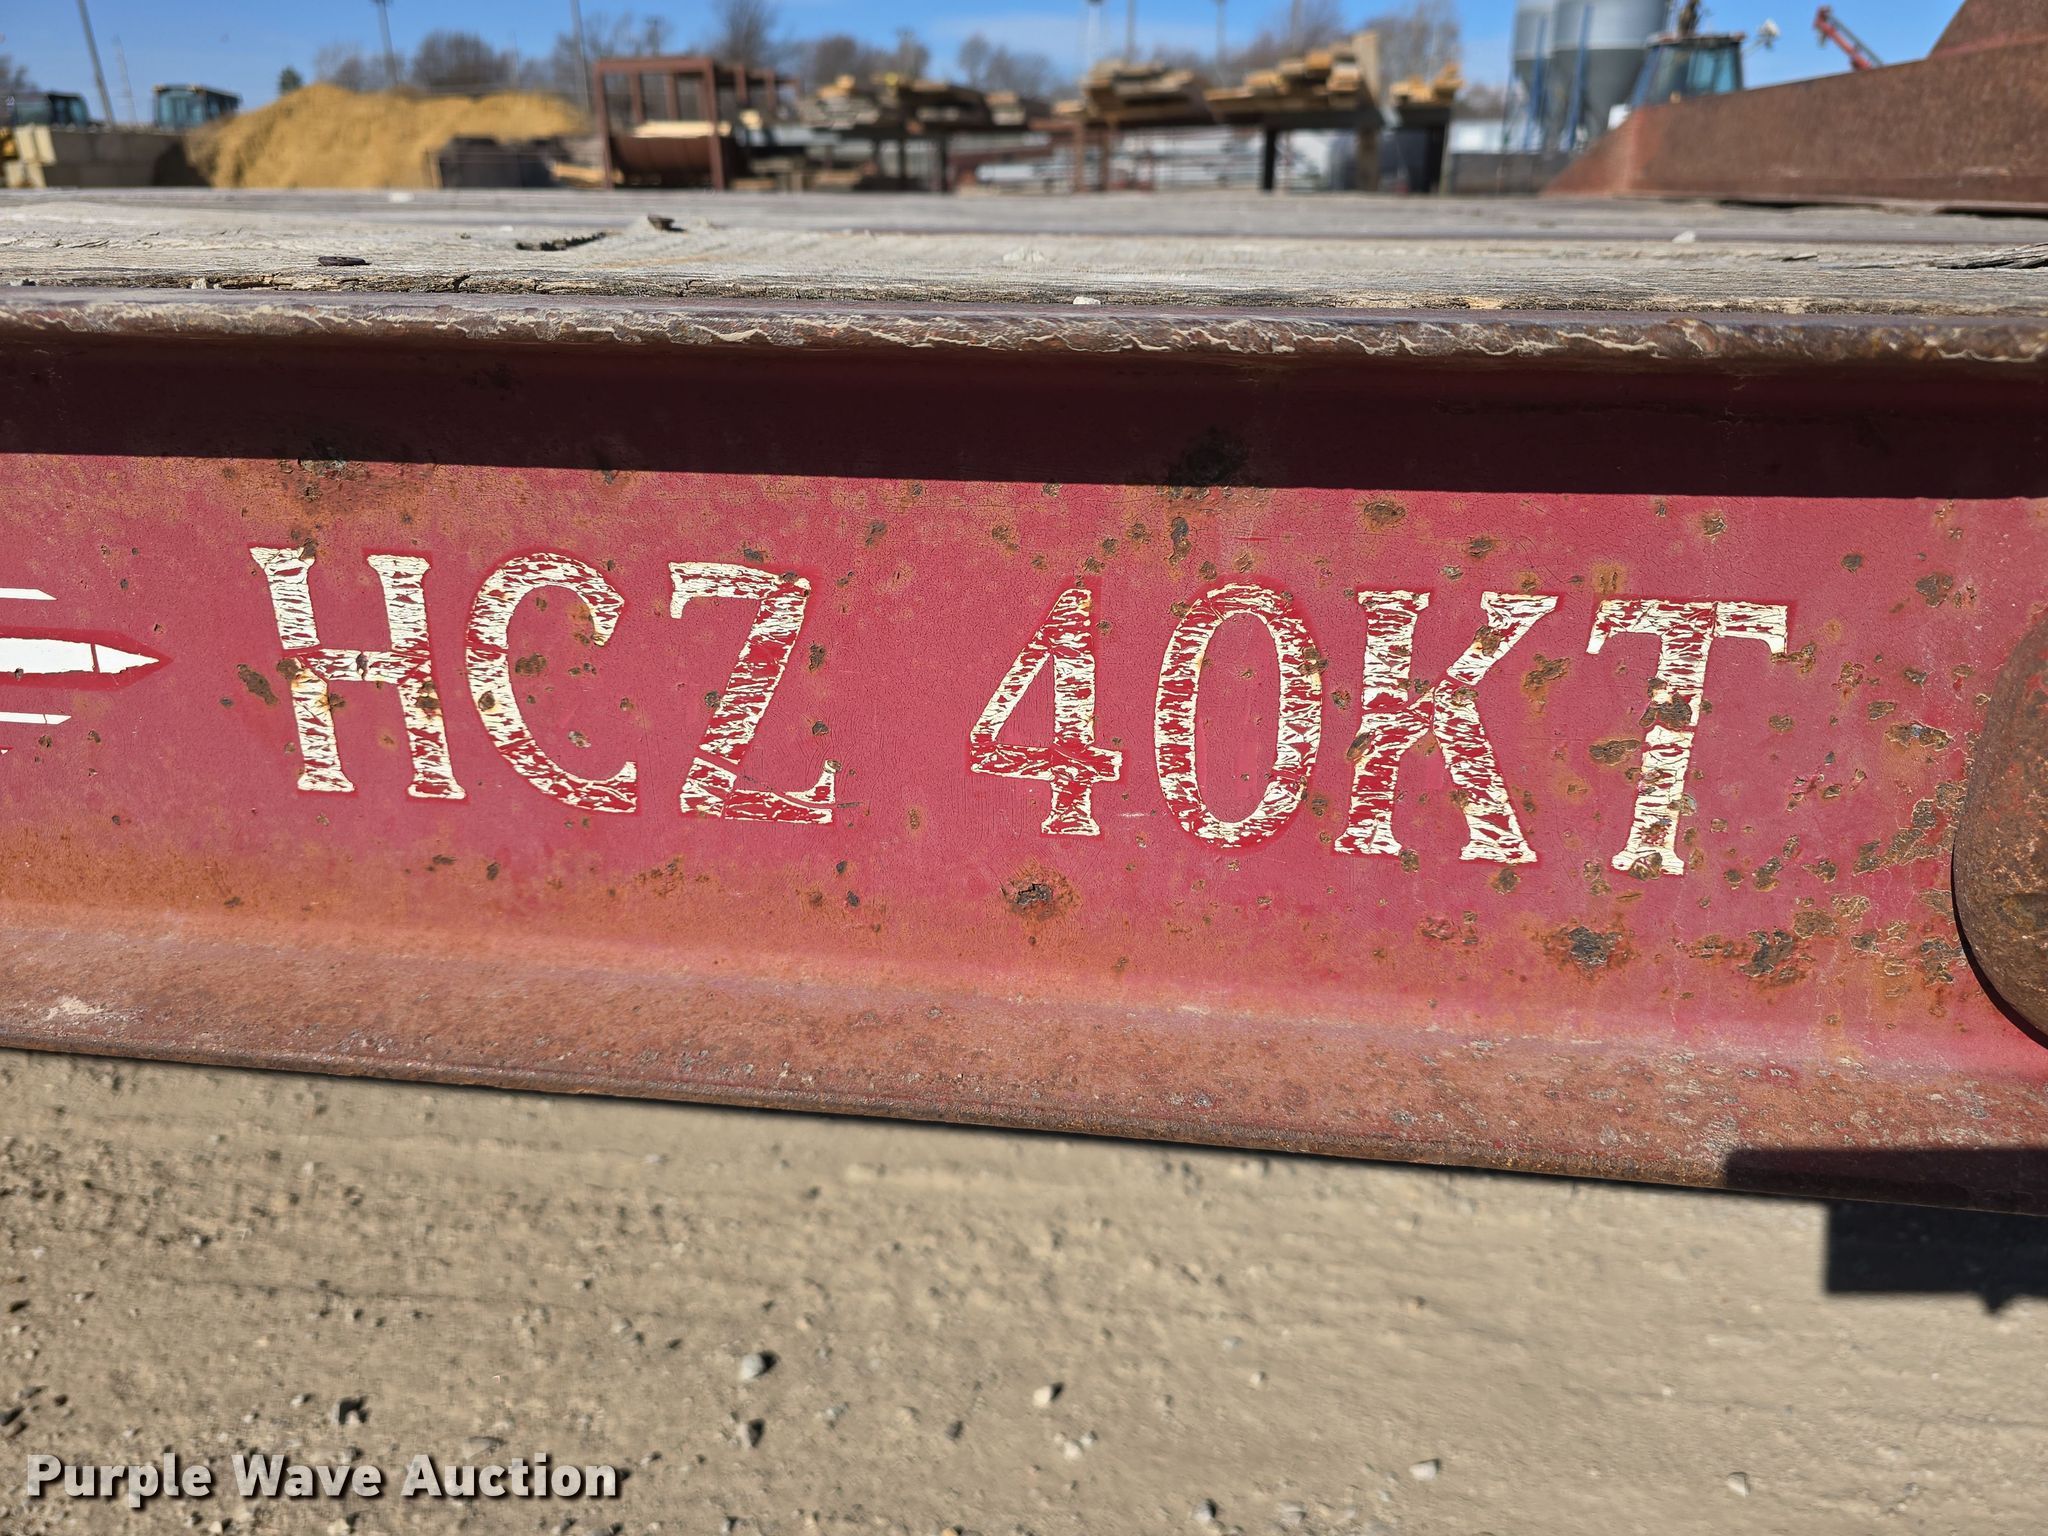 HCZ 40KT
Purple Wave Auction